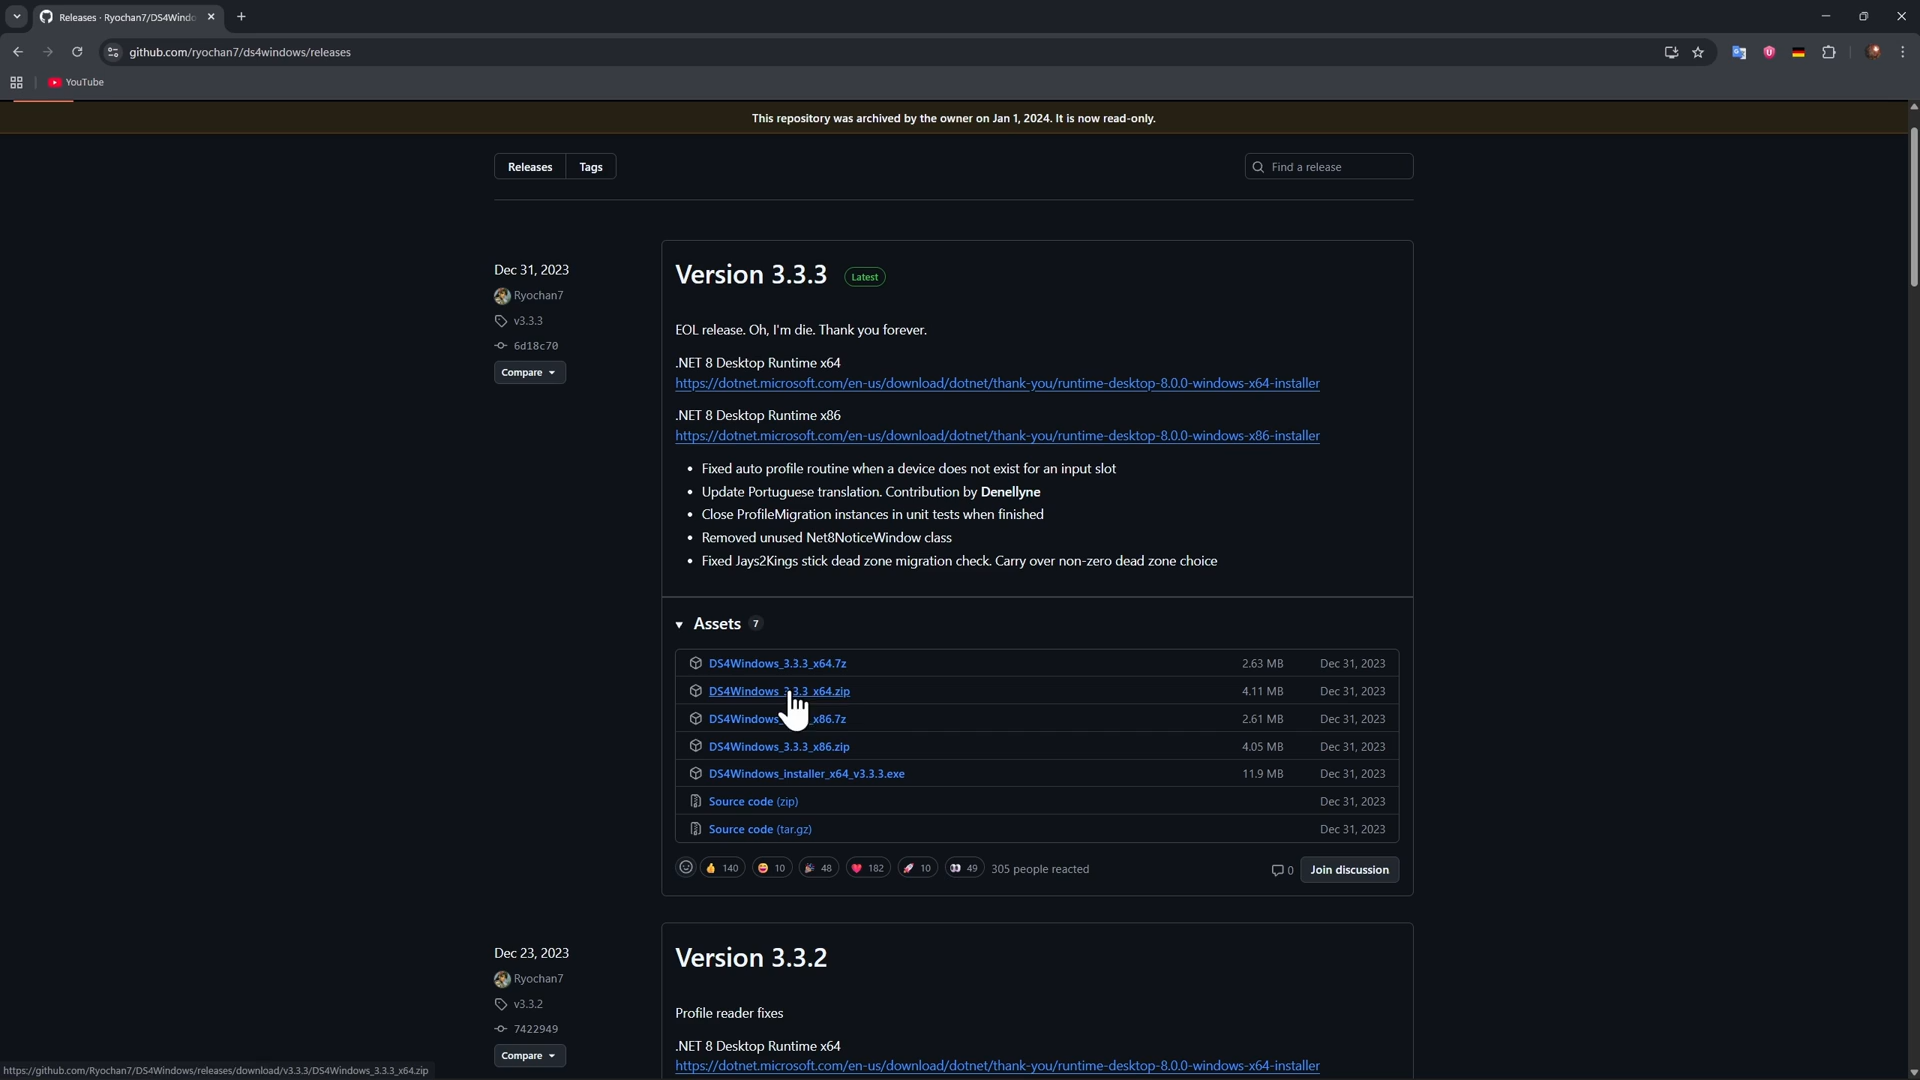 Releases · Ryochan7/DS4Windo
github.com/ryochan7/ds4windows/releases
YouTube
This repository was archived by the owner on Jan 1, 2024. It is now read-only.
Releases
Tags
Find a release
Dec 31, 2023
Ryochan7
v3.3.3
6d18c70
Compare
Version 3.3.3
Latest
EOL release. Oh, I'm die. Thank you forever.
.NET 8 Desktop Runtime x64
https://dotnet.microsoft.com/en-us/download/dotnet/thank-you/runtime-desktop-8.0.0-windows-x64-installer
.NET 8 Desktop Runtime x86
https://dotnet.microsoft.com/en-us/download/dotnet/thank-you/runtime-desktop-8.0.0-windows-x86-installer
• Fixed auto profile routine when a device does not exist for an input slot
• Update Portuguese translation. Contribution by Denellyne
• Close ProfileMigration instances in unit tests when finished
• Removed unused Net8NoticeWindow class
• Fixed Jays2Kings stick dead zone migration check. Carry over non-zero dead zone choice
Assets 7
DS4Windows_3.3.3_x64.7z 2.63 MB Dec 31, 2023
DS4Windows_3.3.3_x64.zip 4.11 MB Dec 31, 2023
DS4Windows x86.7z 2.61 MB Dec 31, 2023
DS4Windows_3.3.3_x86.zip 4.05 MB Dec 31, 2023
DS4Windows_installer_x64_v3.3.3.exe 11.9 MB Dec 31, 2023
Source code (zip) Dec 31, 2023
Source code (tar.gz) Dec 31, 2023
140 10 48 182 10 49 305 people reacted 0 Join discussion
Dec 23, 2023
Ryochan7
v3.3.2
7422949
Compare
Version 3.3.2
Profile reader fixes
.NET 8 Desktop Runtime x64
https://dotnet.microsoft.com/en-us/download/dotnet/thank-you/runtime-desktop-8.0.0-windows-x64-installer
https://github.com/Ryochan7/DS4Windows/releases/download/v3.3.3/DS4Windows_3.3.3_x64.zip